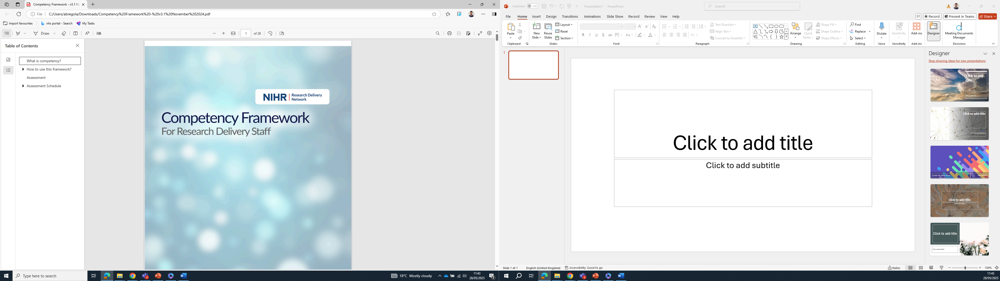 Competency Framework - v3.1 N
File
C:/Users/abregola/Downloads/Competency%20Framework%20-%20v3.1%20November%202024.pdf
Import favourites
nhs portal - Search
My Tasks
Draw
1 of 28
Table of Contents
What is competency?
How to use this framework?
Assessment
Assessment Schedule
NIHR | Research Delivery
Network
Competency Framework
For Research Delivery Staff
Type here to search
18°C Mostly cloudy
11:43
28/05/2025
AutoSave Off
Presentation1 - PowerPoint
Search
File Home Insert Design Transitions Animations Slide Show Record Review View Help
Record
Present in Teams
Share
Paste
Clipboard
New
Slide
Reuse
Slides
Layout
Reset
Section
Slides
Font
Text Direction
Align Text
Convert to SmartArt
Paragraph
Arrange
Quick
Styles
Shape Fill
Shape Outline
Shape Effects
Drawing
Find
Replace
Select
Editing
Dictate
Voice
Sensitivity
Sensitivity
Add-ins
Add-ins
Designer
Meeting Documents
Manager
Decisions
1
Click to add title
Click to add subtitle
Designer
Stop showing ideas for new presentations
Click to add
title
Click to add title
CLICK TO ADD SUBTITLE
CLICK TO ADD TITLE
Click to add title
Click to add title
Click to add subtitle
Slide 1 of 1
English (United Kingdom)
Accessibility: Good to go
Notes
104%
11:43
28/05/2025